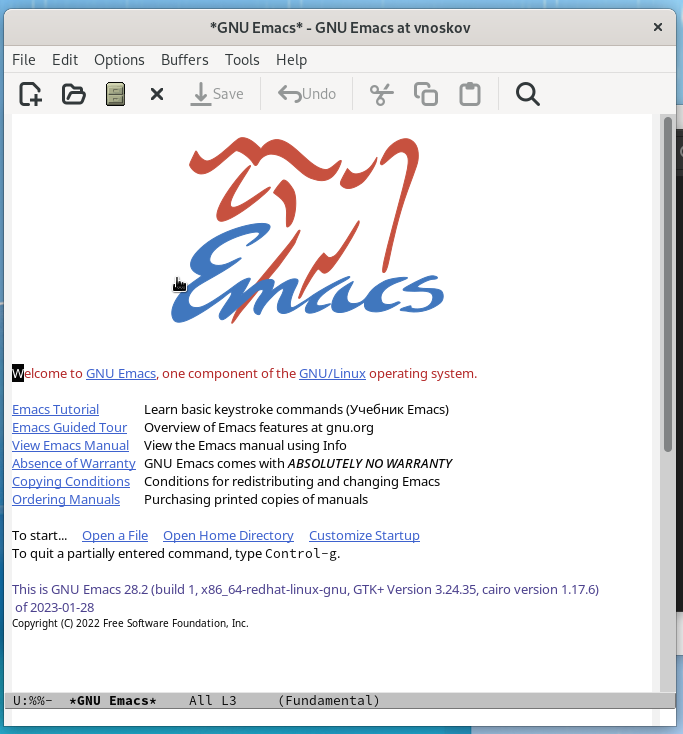 *GNU Emacs* - GNU Emacs at vnoskov
File Edit Options Buffers Tools Help
Save Undo
Emacs
Welcome to GNU Emacs, one component of the GNU/Linux operating system.
Emacs Tutorial Learn basic keystroke commands (Учебник Emacs)
Emacs Guided Tour Overview of Emacs features at gnu.org
View Emacs Manual View the Emacs manual using Info
Absence of Warranty GNU Emacs comes with ABSOLUTELY NO WARRANTY
Copying Conditions Conditions for redistributing and changing Emacs
Ordering Manuals Purchasing printed copies of manuals
To start... Open a File Open Home Directory Customize Startup
To quit a partially entered command, type Control-g.
This is GNU Emacs 28.2 (build 1, x86_64-redhat-linux-gnu, GTK+ Version 3.24.35, cairo version 1.17.6)
of 2023-01-28
Copyright (C) 2022 Free Software Foundation, Inc.
U:%%- *GNU Emacs* All L3 (Fundamental)